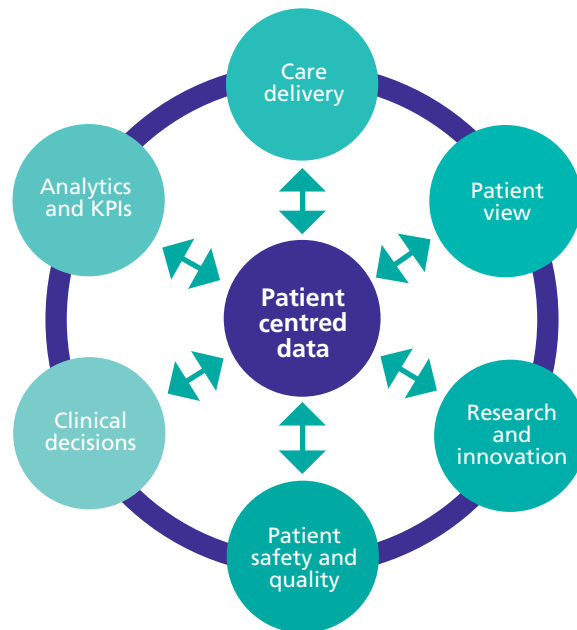 Care
delivery
Analytics
and KPIs
Patient
view
Patient
centred
data
Clinical
decisions
Research
and
innovation
Patient
safety and
quality